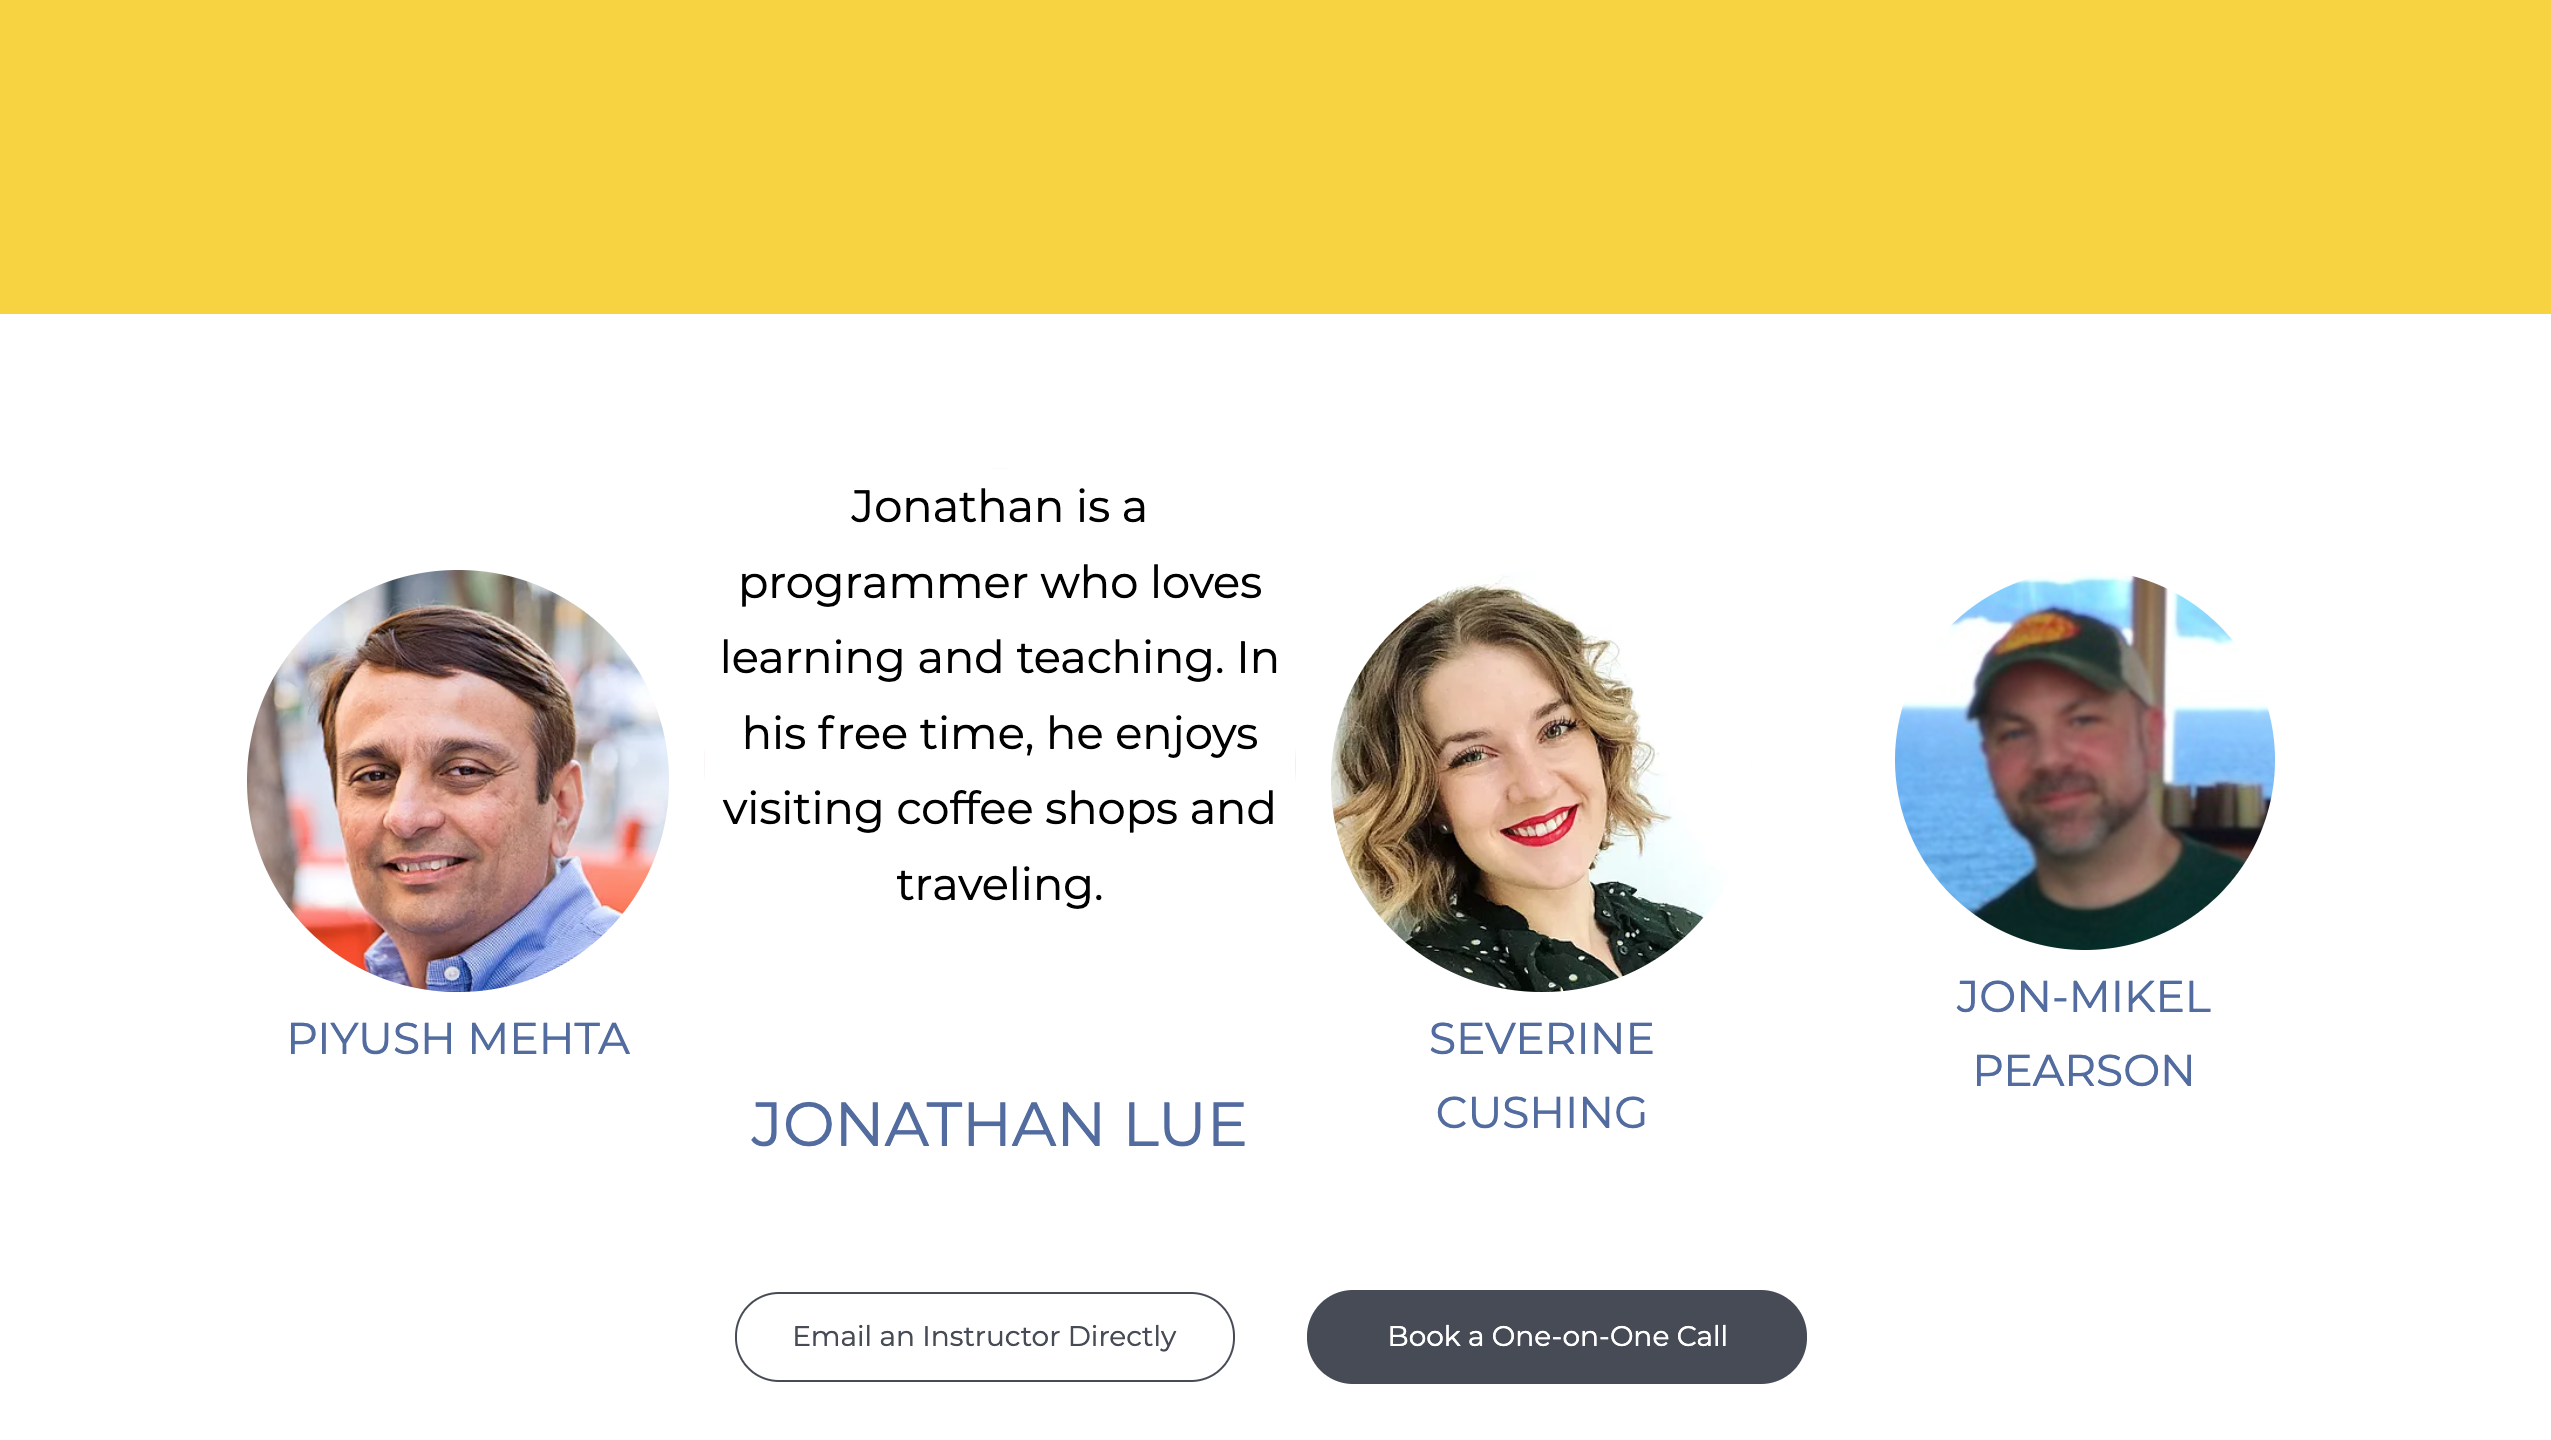 Jonathan is a
programmer who loves
learning and teaching. In
his free time, he enjoys
visiting coffee shops and
traveling.
PIYUSH MEHTA
JONATHAN LUE
SEVERINE
CUSHING
JON-MIKEL
PEARSON
Email an Instructor Directly
Book a One-on-One Call